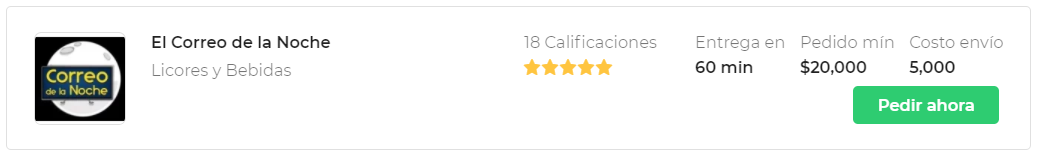 Correo
de la Noche
El Correo de la Noche
Licores y Bebidas
18 Calificaciones
Entrega en
60 min
Pedido mín
$20,000
Costo envío
5,000
Pedir ahora